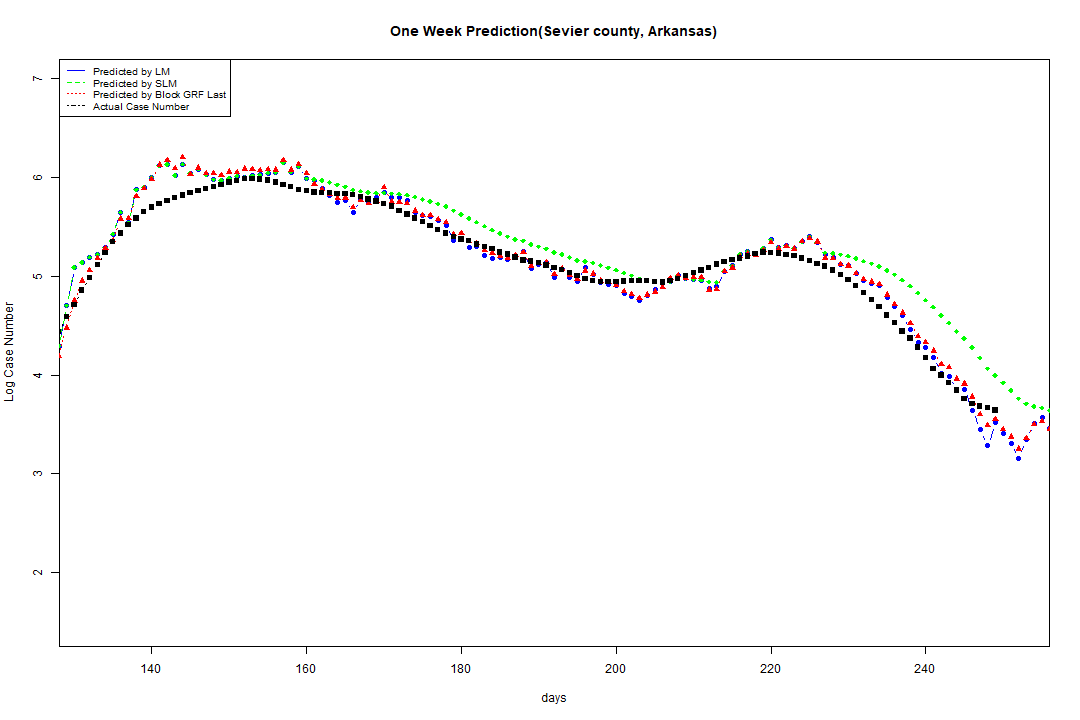 One Week Prediction(Sevier county, Arkansas)
Predicted by LM
Predicted by SLM
Predicted by Block GRF Last
Actual Case Number
7
6
5
4
3
2
Log Case Number
140 160 180 200 220 240
days